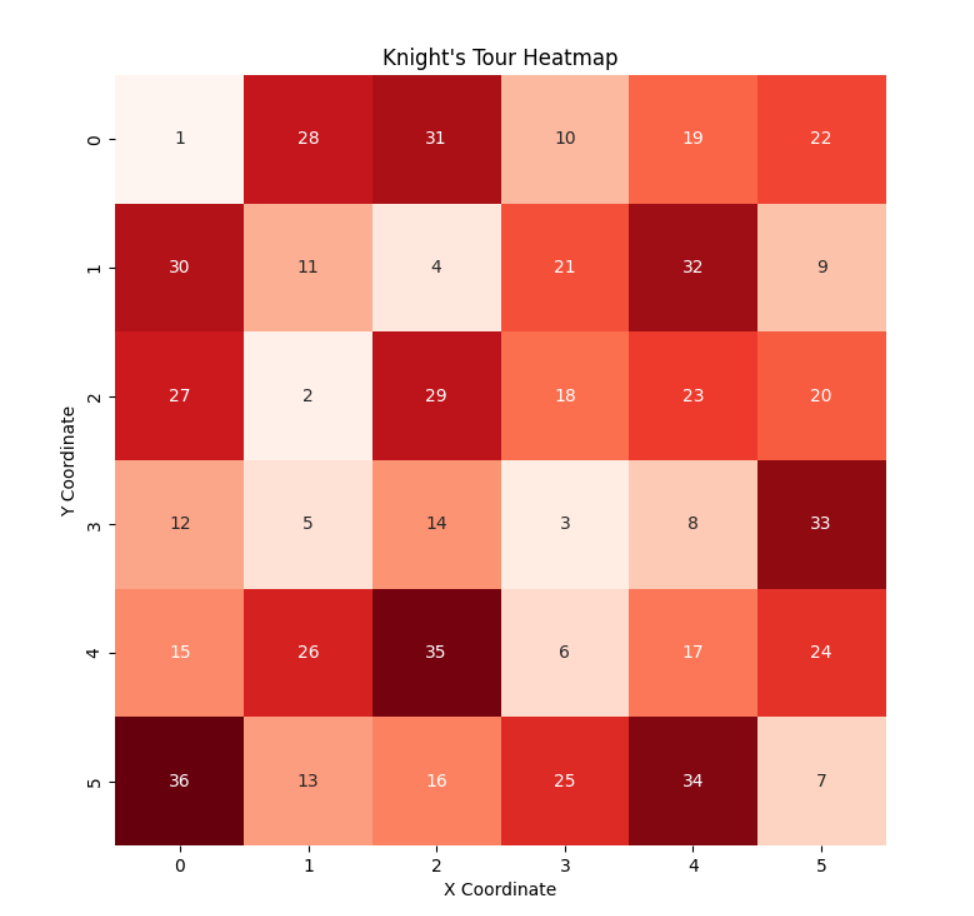 Knight's Tour Heatmap
0 1 28 31 10 19 22
1 30 11 4 21 32 9
2 27 2 29 18 23 20
Y Coordinate
3 12 5 14 3 8 33
4 15 26 35 6 17 24
5 36 13 16 25 34 7
0 1 2 3 4 5
X Coordinate